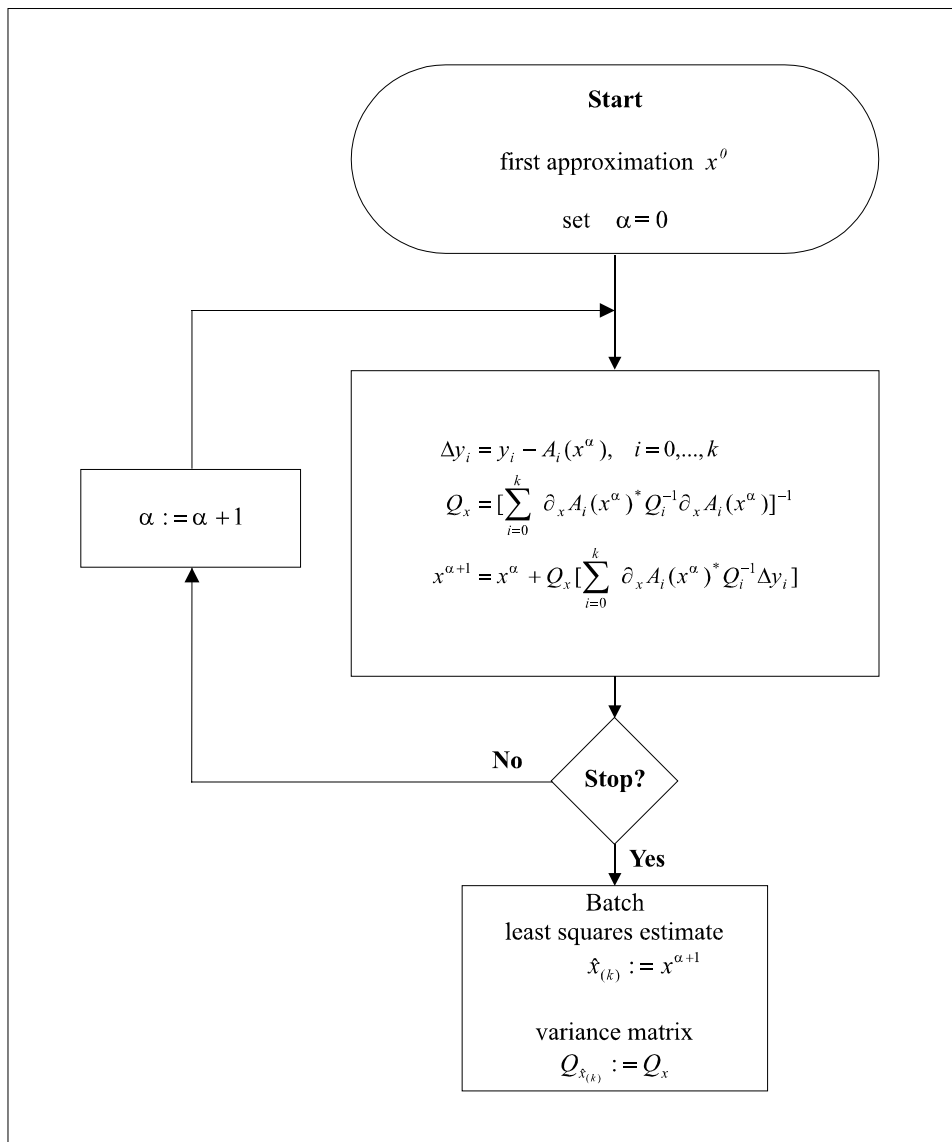 Start
first approximation x⁰
set α = 0
Δy_i = y_i − A_i(x^α), i = 0,...,k
Q_x = [∑_{i=0}^{k} ∂_x A_i(x^α)^* Q_i^{-1} ∂_x A_i(x^α)]^{-1}
x^{α+1} = x^α + Q_x[∑_{i=0}^{k} ∂_x A_i(x^α)^* Q_i^{-1} Δy_i]
α := α + 1
No
Stop?
Yes
Batch
least squares estimate
x̂_{(k)} := x^{α+1}
variance matrix
Q_{x̂_{(k)}} := Q_x